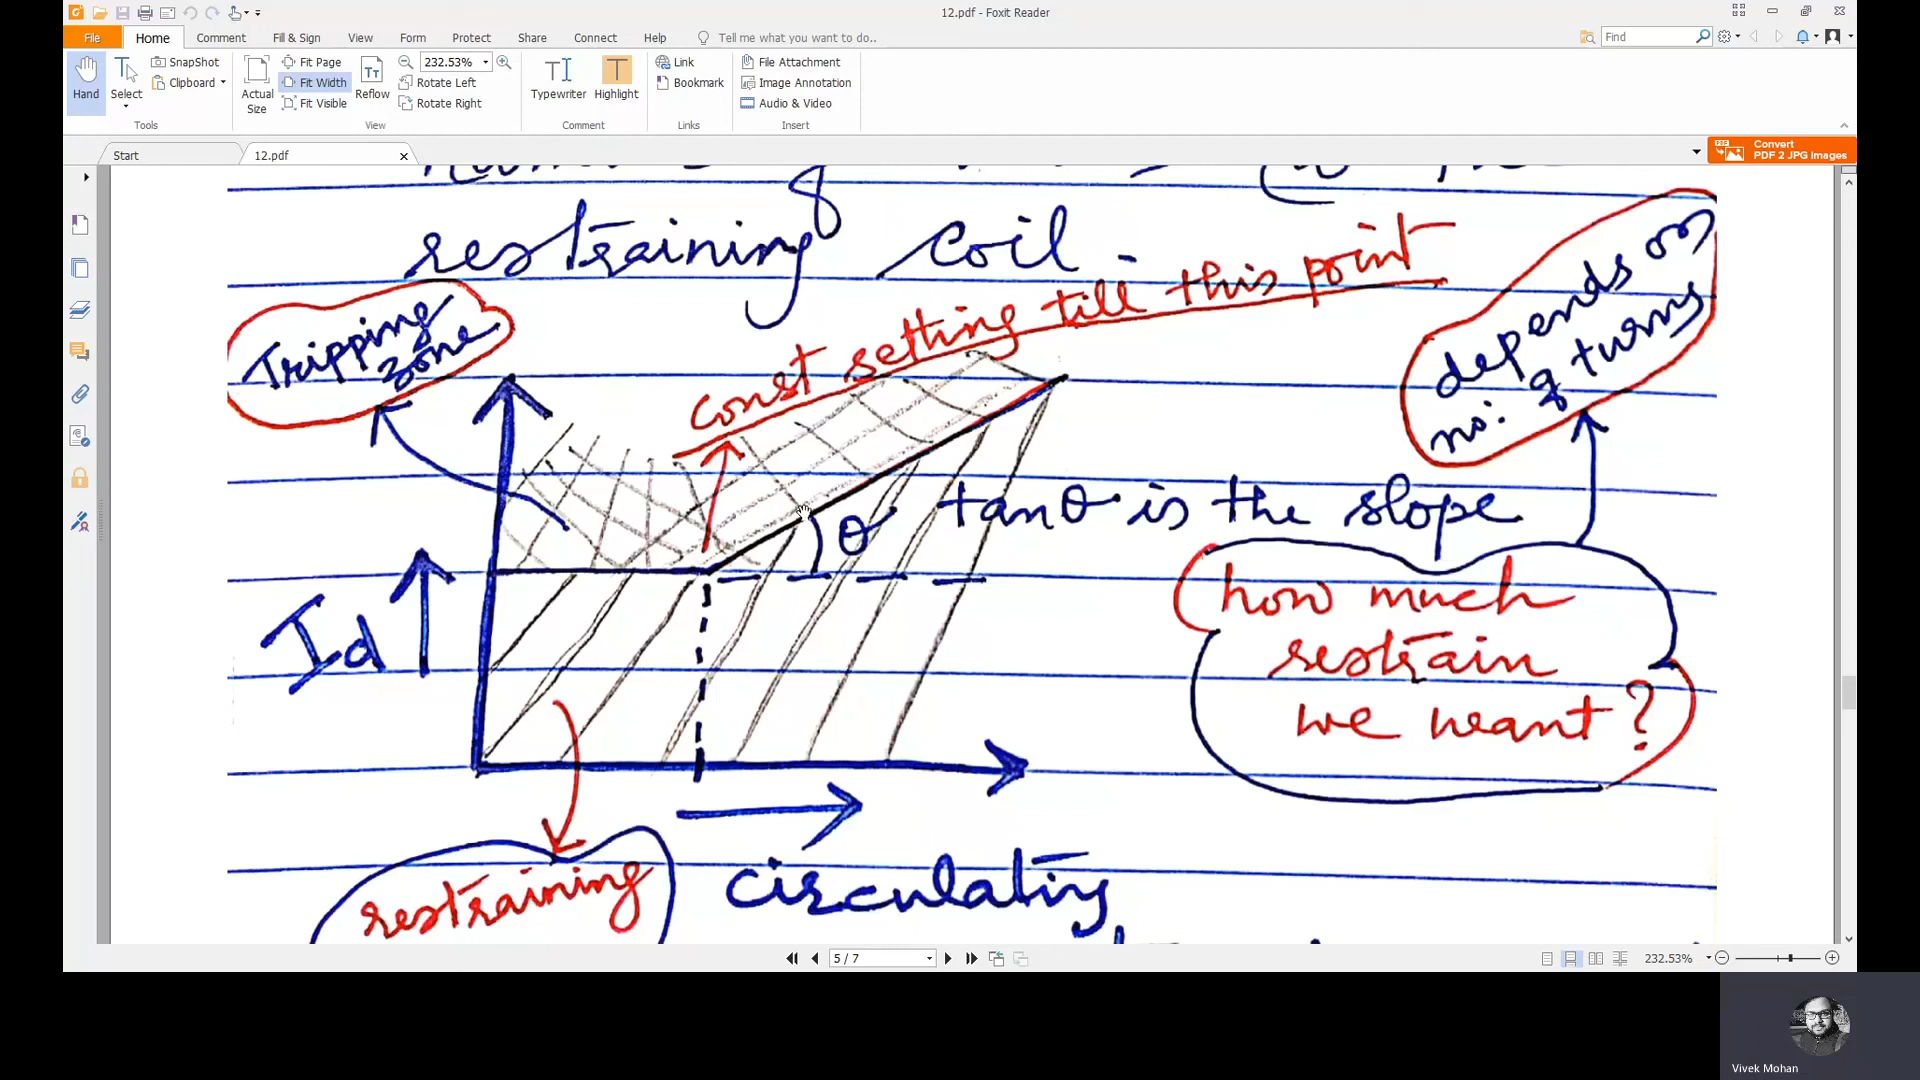 12.pdf - Foxit Reader
File Home Comment Fill & Sign View Form Protect Share Connect Help Tell me what you want to do.. Find
Hand
Select
SnapShot
Clipboard
Tools
Actual Size
Fit Page
Fit Width
Fit Visible
Reflow
232.53%
Rotate Left
Rotate Right
View
Typewriter
Highlight
Comment
Link
Bookmark
Links
File Attachment
Image Annotation
Audio & Video
Insert
Start
12.pdf
Convert
PDF 2 JPG Images
restraining coil -
const setting till this point
Tripping
zone
depends on
no: of turns
θ
tanθ is the slope
Id
how much
restrain
we want?
restraining
circulating
5 / 7
232.53%
Vivek Mohan